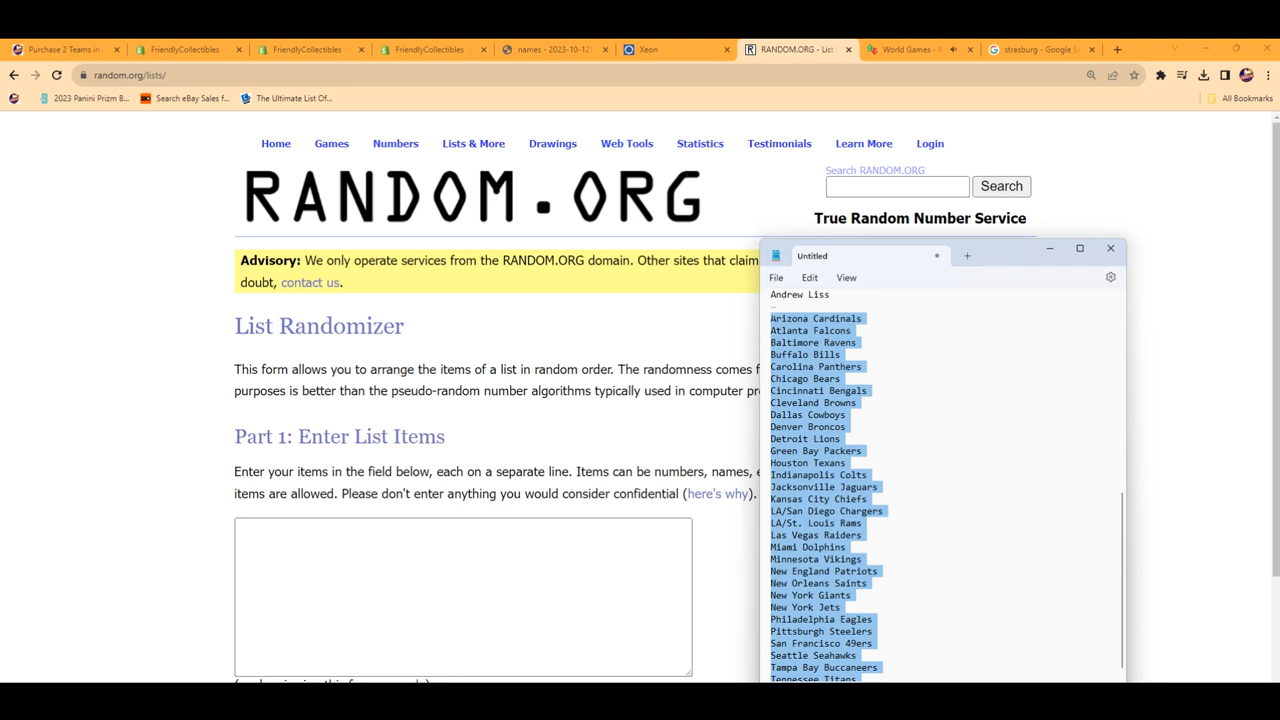 Purchase 2 Teams in
FriendlyCollectibles
FriendlyCollectibles
FriendlyCollectibles
names - 2023-10-12
Xeon
RANDOM.ORG - List
World Games -
strasburg - Google Se
random.org/lists/
2023 Panini Prizm B...
Search eBay Sales f...
The Ultimate List Of...
All Bookmarks
Home Games Numbers Lists & More Drawings Web Tools Statistics Testimonials Learn More Login
Search RANDOM.ORG
RANDOM.ORG
Search
True Random Number Service
Advisory: We only operate services from the RANDOM.ORG domain. Other sites that claim
doubt, contact us.
List Randomizer
This form allows you to arrange the items of a list in random order. The randomness comes f
purposes is better than the pseudo-random number algorithms typically used in computer pr
Part 1: Enter List Items
Enter your items in the field below, each on a separate line. Items can be numbers, names, e
items are allowed. Please don't enter anything you would consider confidential (here's why).
Untitled
File Edit View
Andrew Liss
Arizona Cardinals
Atlanta Falcons
Baltimore Ravens
Buffalo Bills
Carolina Panthers
Chicago Bears
Cincinnati Bengals
Cleveland Browns
Dallas Cowboys
Denver Broncos
Detroit Lions
Green Bay Packers
Houston Texans
Indianapolis Colts
Jacksonville Jaguars
Kansas City Chiefs
LA/San Diego Chargers
LA/St. Louis Rams
Las Vegas Raiders
Miami Dolphins
Minnesota Vikings
New England Patriots
New Orleans Saints
New York Giants
New York Jets
Philadelphia Eagles
Pittsburgh Steelers
San Francisco 49ers
Seattle Seahawks
Tampa Bay Buccaneers
Tennessee Titans